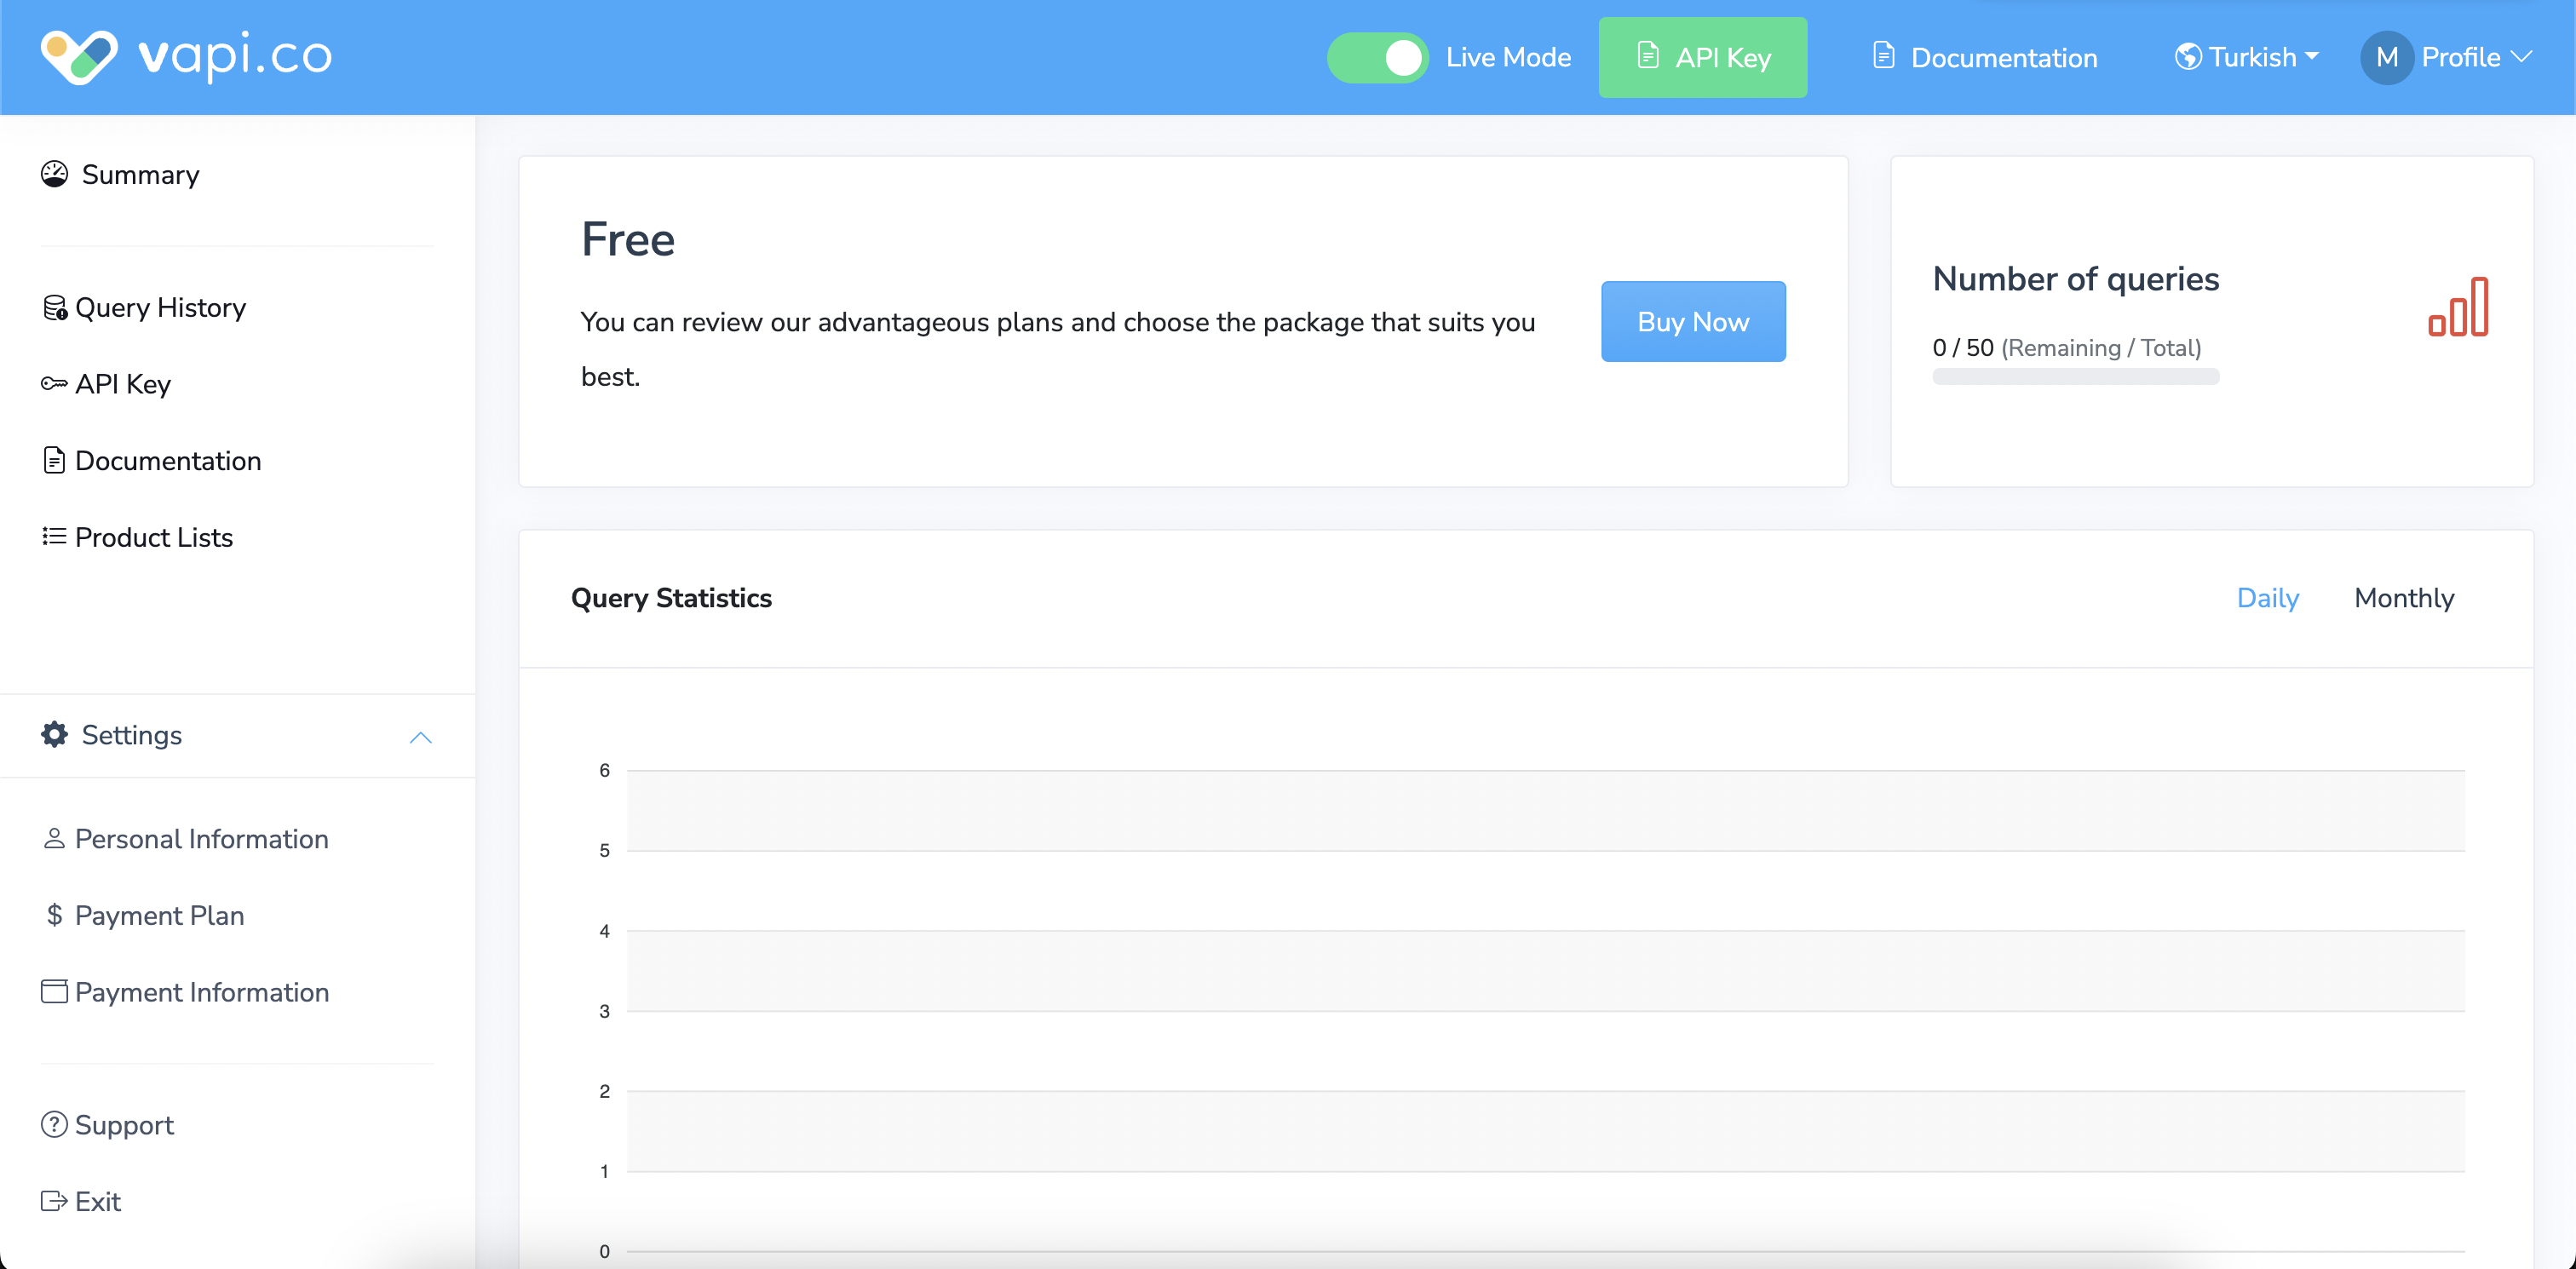 vapi.co
Live Mode
API Key
Documentation
Turkish
M Profile
Summary
Query History
API Key
Documentation
Product Lists
Settings
Personal Information
Payment Plan
Payment Information
Support
Exit
Free
You can review our advantageous plans and choose the package that suits you
best.
Buy Now
Number of queries
0 / 50 (Remaining / Total)
Query Statistics
Daily
Monthly
6
5
4
3
2
1
0